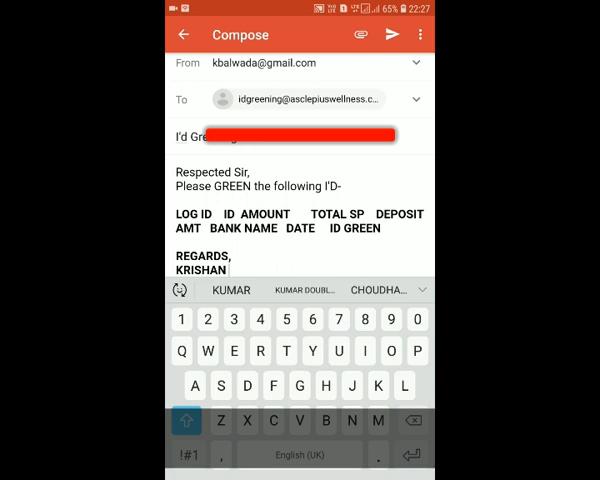 65% 22:27
Compose
From kbalwada@gmail.com
To idgreening@asclepiuswellness.c...
I'd
Respected Sir,
Please GREEN the following I'D-
LOG ID ID AMOUNT TOTAL SP DEPOSIT
AMT BANK NAME DATE ID GREEN
REGARDS,
KRISHAN
KUMAR KUMAR DOUBL... CHOUDHA...
1 2 3 4 5 6 7 8 9 0
Q W E R T Y U I O P
A S D F G H J K L
Z X C V B N M
!#1 , English (UK) .